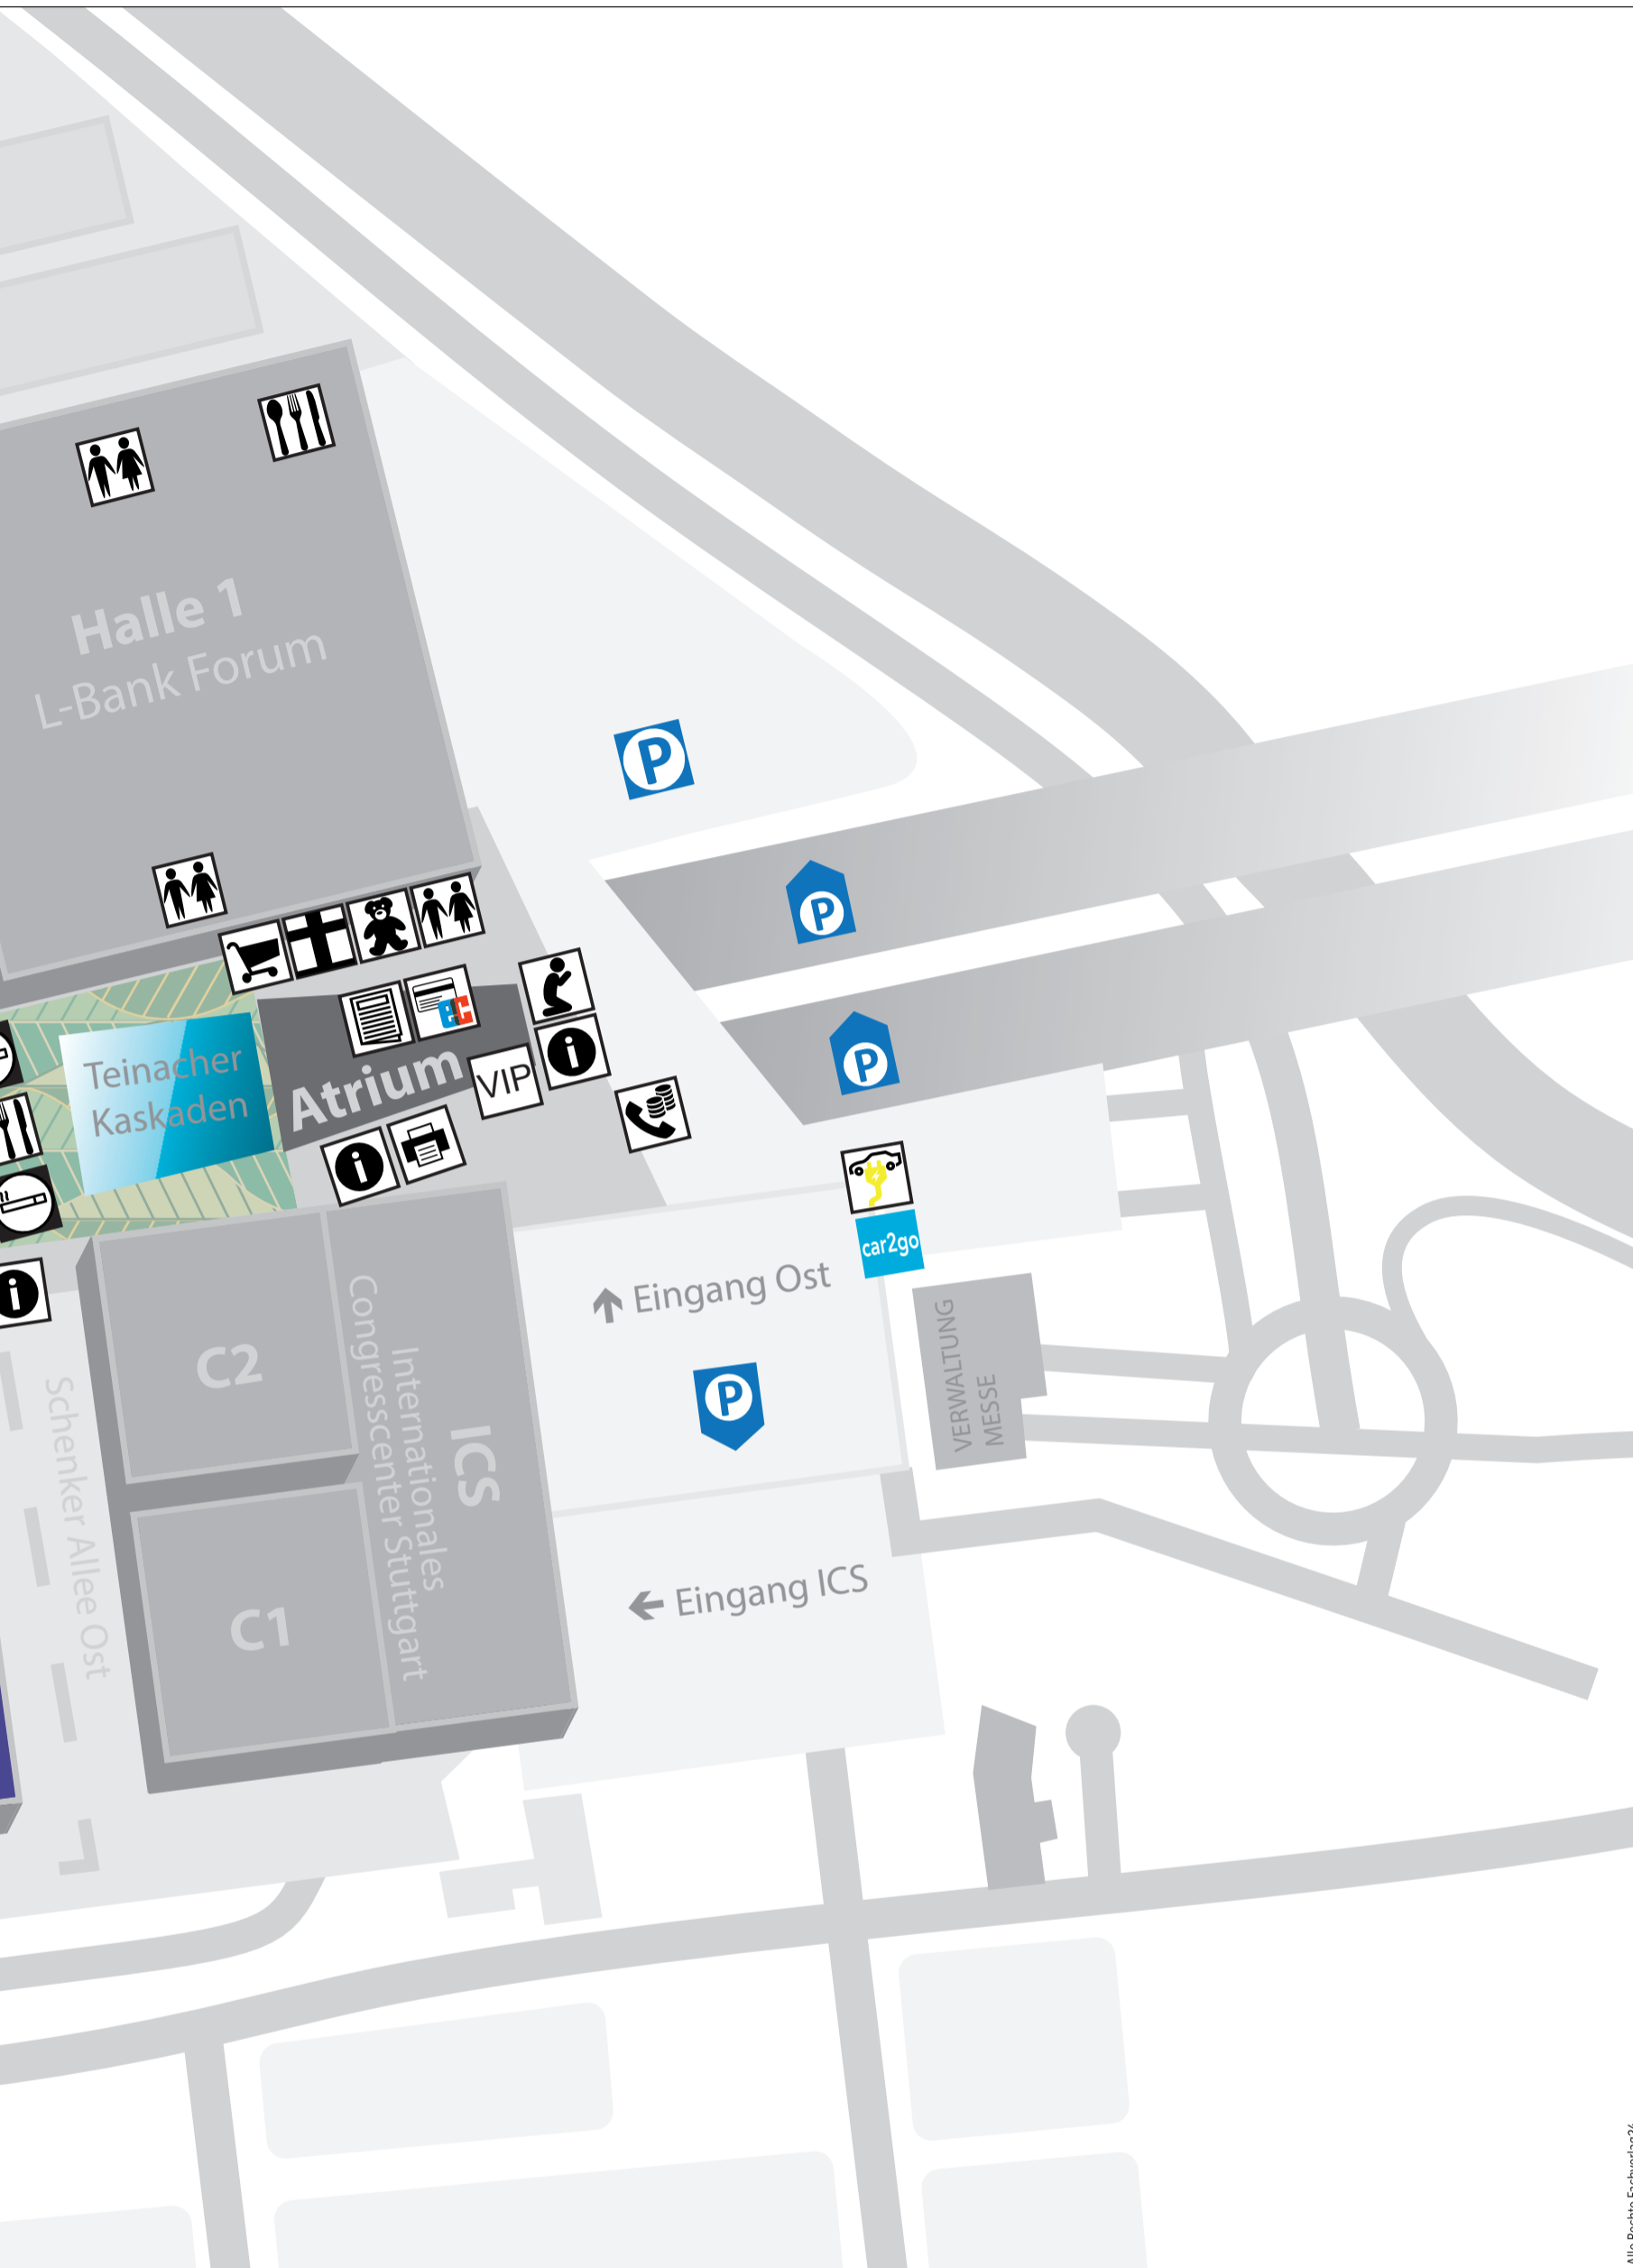 Halle 1
L-Bank Forum
P
P
P
ec
Teinacher
Kaskaden
Atrium
VIP
i
i
i
car2go
Eingang Ost
P
VERWALTUNG
MESSE
C2
C1
ICS
Internationales
Congresscenter Stuttgart
Schenker Allee Ost
Eingang ICS